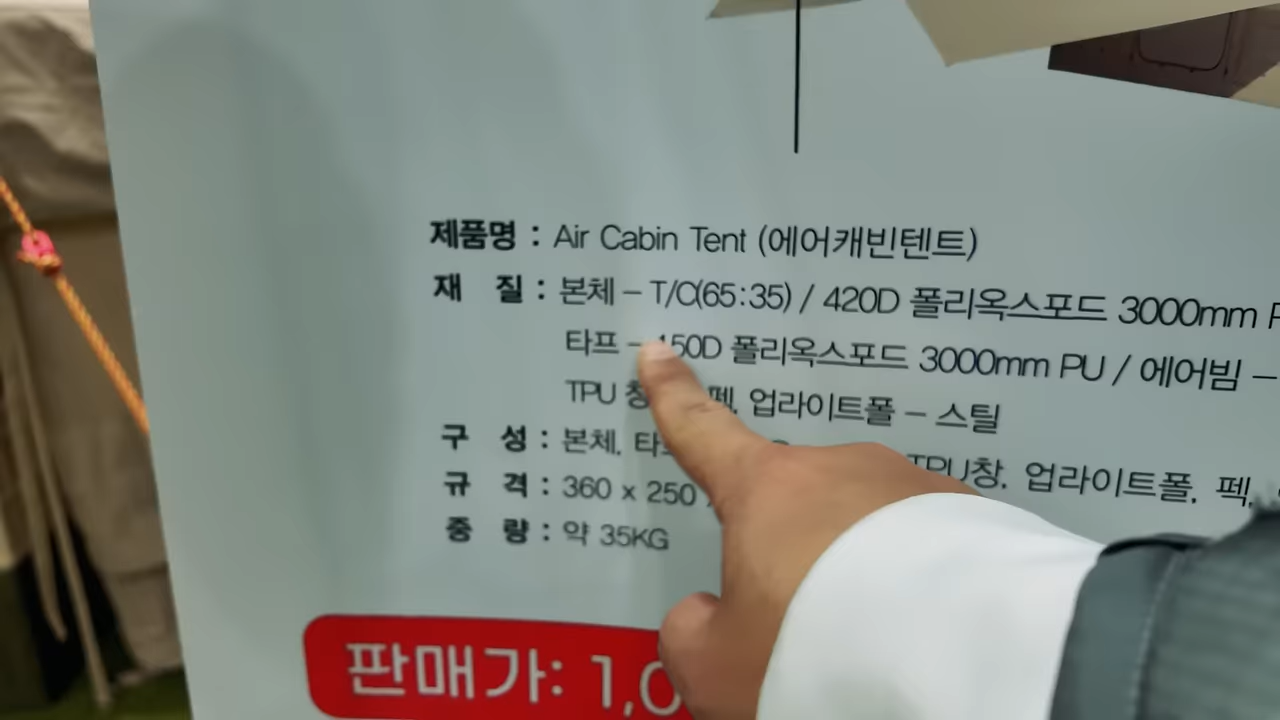 제품명 : Air Cabin Tent (에어캐빈텐트)
재 질 : 본체 – T/C(65:35) / 420D 폴리옥스포드 3000mm
타프 – 150D 폴리옥스포드 3000mm PU / 에어빔 –
TPU 창 펙, 업라이트폴 – 스틸
구 성 : 본체, TPU창, 업라이트폴, 펙,
규 격 : 360 x 250
중 량 : 약 35KG
판매가: 1,0